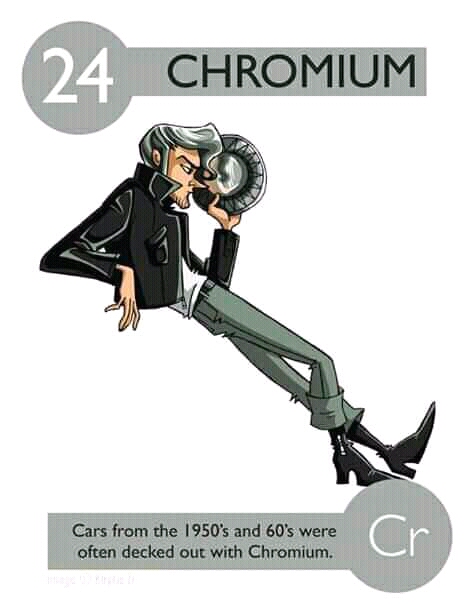 24
CHROMIUM
Cars from the 1950's and 60's were
often decked out with Chromium.
Cr